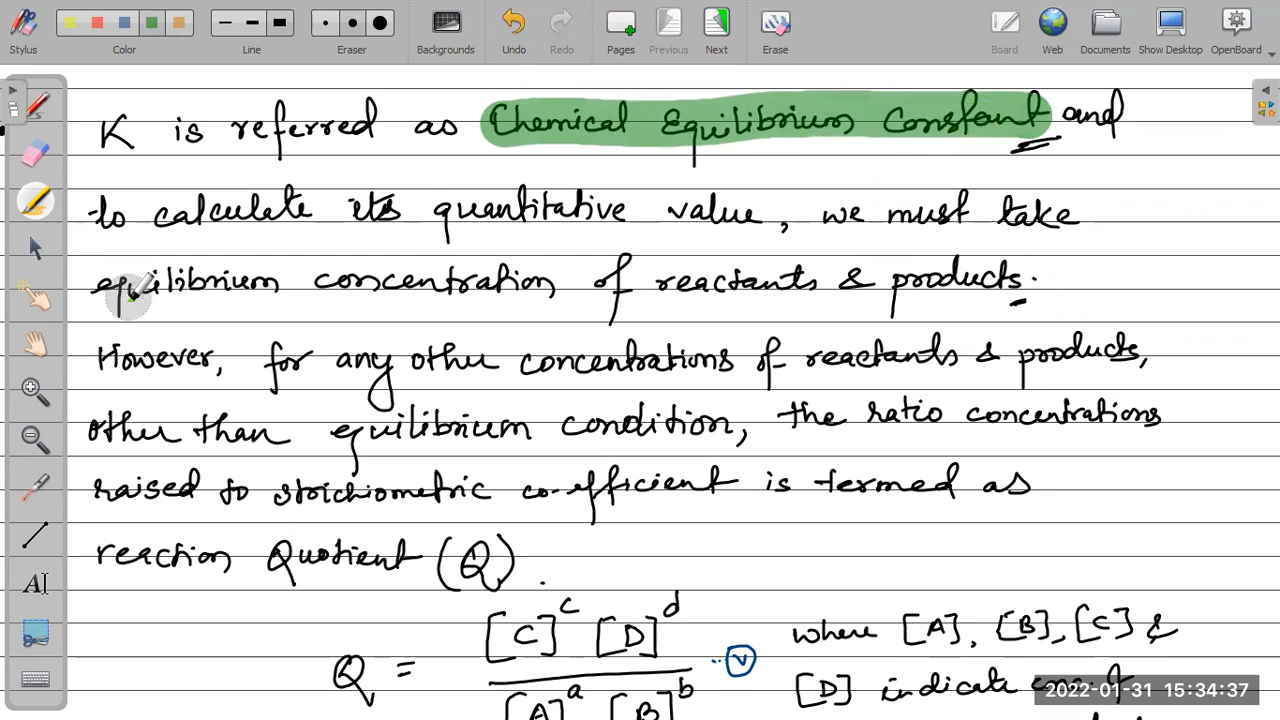 Stylus Color Line Eraser Backgrounds Undo Redo Pages Previous Next Erase Board Web Documents Show Desktop OpenBoard
K is referred as Chemical Equilibrium Constant and
to calculate its quantitative value, we must take
equilibrium concentration of reactants & products.
However, for any other concentrations of reactants & products,
other than equilibrium condition, the ratio concentrations
raised to stoichiometric co-efficient is termed as
reaction Quotient (Q).
Q = [C]^c [D]^d / [A]^a [B]^b ..(V)
where [A], [B], [C] &
[D] indicate
2022-01-31 15:34:37